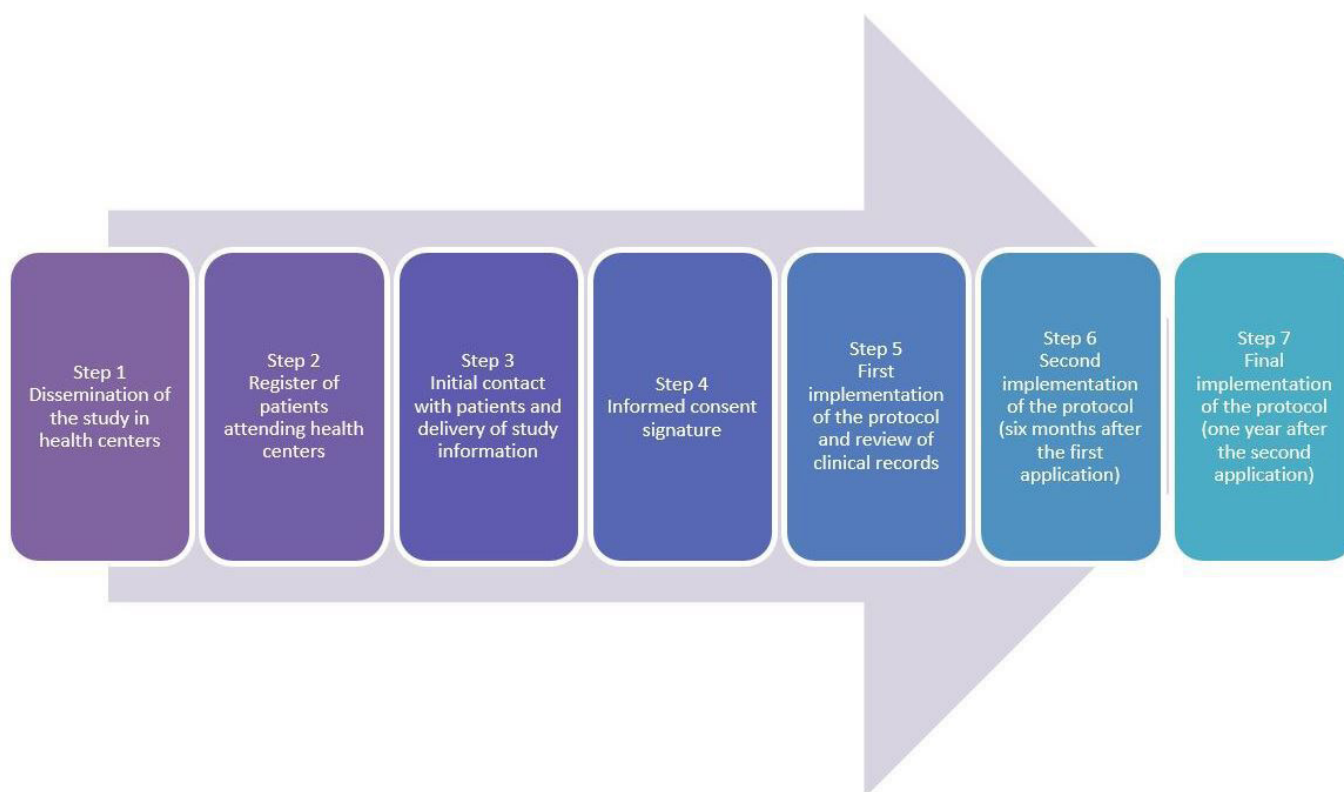 Step 1
Dissemination of
the study in
health centers
Step 2
Register of
patients
attending health
centers
Step 3
Initial contact
with patients and
delivery of study
information
Step 4
Informed consent
signature
Step 5
First
implementation
of the protocol
and review of
clinical records
Step 6
Second
implementation
of the protocol
(six months after
the first
application)
Step 7
Final
implementation
of the protocol
(one year after
the second
application)